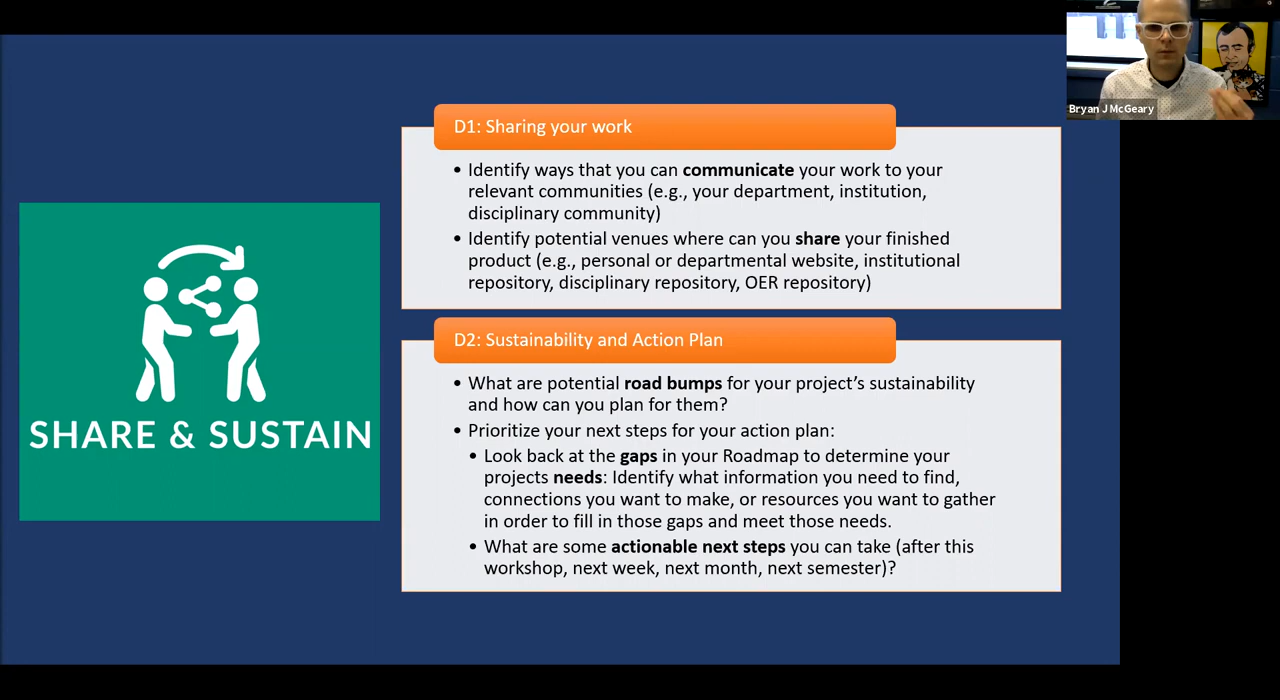 Bryan J McGeary
D1: Sharing your work
• Identify ways that you can communicate your work to your
relevant communities (e.g., your department, institution,
disciplinary community)
• Identify potential venues where can you share your finished
product (e.g., personal or departmental website, institutional
repository, disciplinary repository, OER repository)
SHARE & SUSTAIN
D2: Sustainability and Action Plan
• What are potential road bumps for your project’s sustainability
and how can you plan for them?
• Prioritize your next steps for your action plan:
• Look back at the gaps in your Roadmap to determine your
projects needs: Identify what information you need to find,
connections you want to make, or resources you want to gather
in order to fill in those gaps and meet those needs.
• What are some actionable next steps you can take (after this
workshop, next week, next month, next semester)?